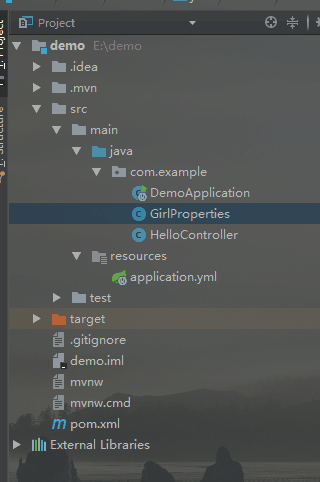 Project
demo E:\demo
.idea
.mvn
src
main
java
com.example
DemoApplication
GirlProperties
HelloController
resources
application.yml
test
target
.gitignore
demo.iml
mvnw
mvnw.cmd
pom.xml
External Libraries